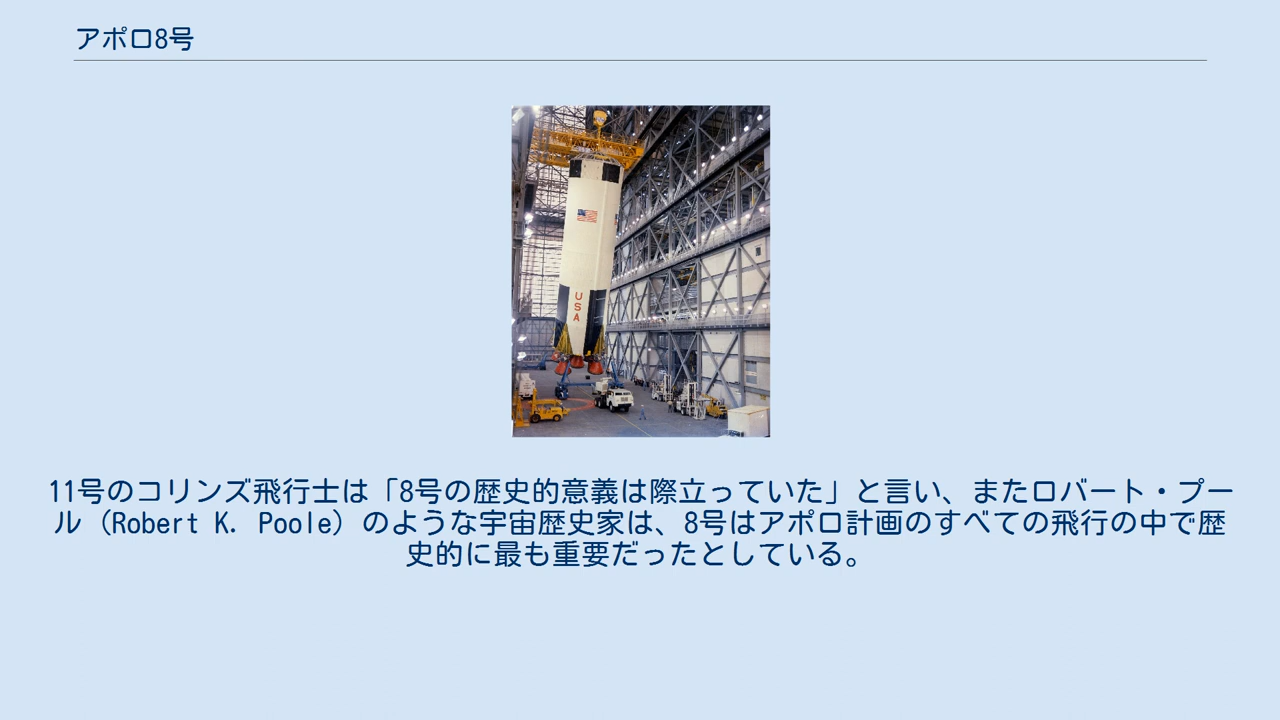 アポロ8号
USA
11号のコリンズ飛行士は「8号の歴史的意義は際立っていた」と言い、またロバート・プー
ル（Robert K. Poole）のような宇宙歴史家は、8号はアポロ計画のすべての飛行の中で歴
史的に最も重要だったとしている。